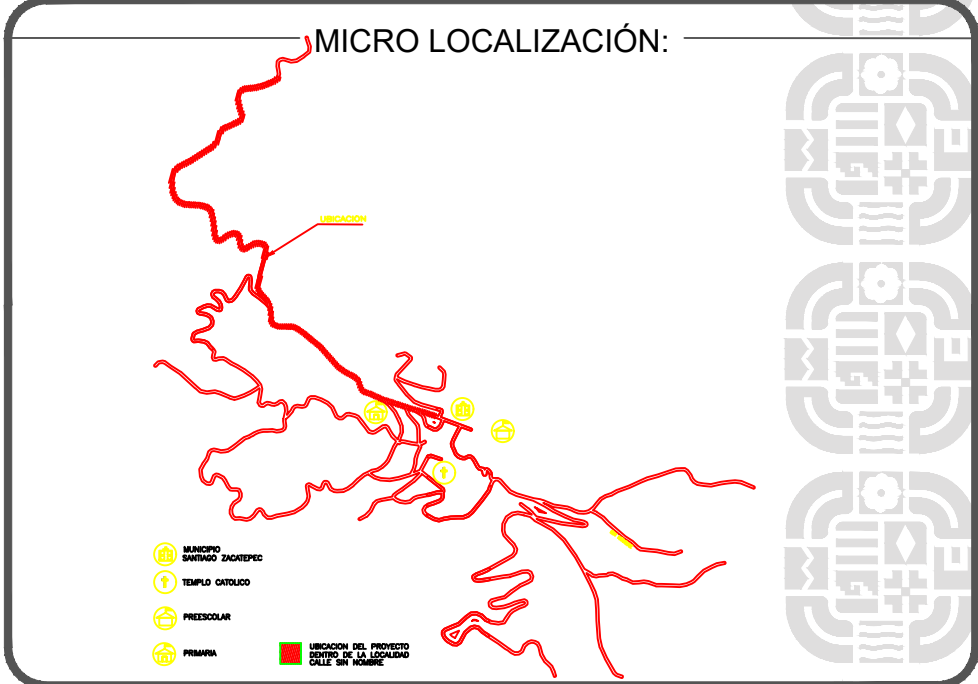 MICRO LOCALIZACIÓN:
UBICACION
MUNICIPIO
SANTIAGO ZACATEPEC
TEMPLO CATOLICO
PREESCOLAR
PRIMARIA
UBICACION DEL PROYECTO
DENTRO DE LA LOCALIDAD
CALLE SIN NOMBRE